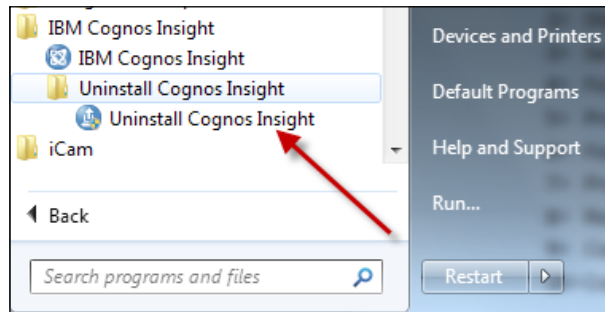 IBM Cognos Insight
IBM Cognos Insight
Uninstall Cognos Insight
Uninstall Cognos Insight
iCam
Back
Search programs and files
Devices and Printers
Default Programs
Help and Support
Run...
Restart